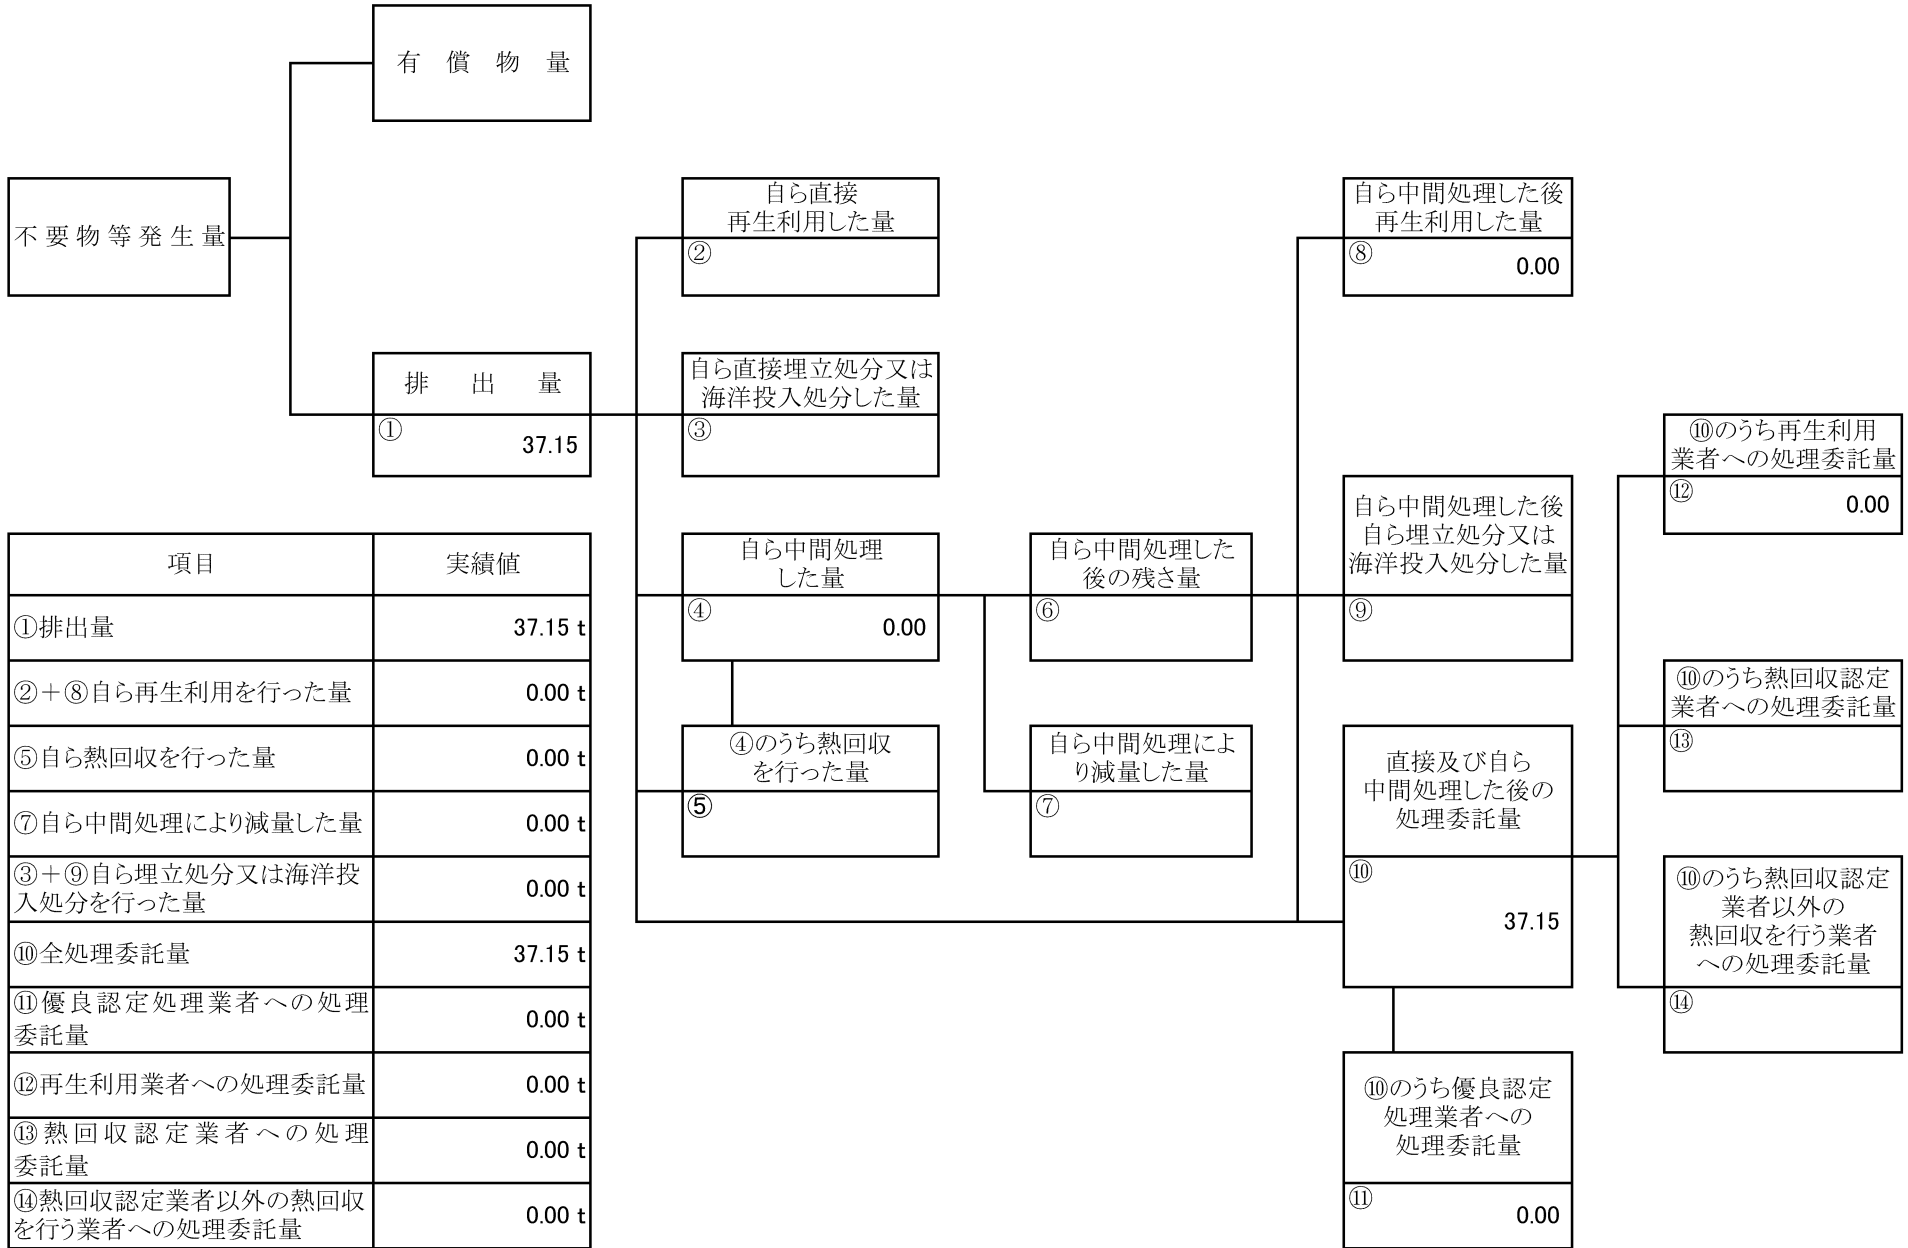 有償物量
不要物等発生量
排出量
①
37.15
自ら直接
再生利用した量
②
自ら直接埋立処分又は
海洋投入処分した量
③
自ら中間処理
した量
④
0.00
④のうち熱回収
を行った量
⑤
自ら中間処理した
後の残さ量
⑥
自ら中間処理によ
り減量した量
⑦
自ら中間処理した後
再生利用した量
⑧
0.00
自ら中間処理した後
自ら埋立処分又は
海洋投入処分した量
⑨
直接及び自ら
中間処理した後の
処理委託量
⑩
37.15
⑩のうち優良認定
処理業者への
処理委託量
⑪
0.00
⑩のうち再生利用
業者への処理委託量
⑫
0.00
⑩のうち熱回収認定
業者への処理委託量
⑬
⑩のうち熱回収認定
業者以外の
熱回収を行う業者
への処理委託量
⑭
項目 実績値
①排出量 37.15 t
②+⑧自ら再生利用を行った量 0.00 t
⑤自ら熱回収を行った量 0.00 t
⑦自ら中間処理により減量した量 0.00 t
③+⑨自ら埋立処分又は海洋投
入処分を行った量 0.00 t
⑩全処理委託量 37.15 t
⑪優良認定処理業者への処理
委託量 0.00 t
⑫再生利用業者への処理委託量 0.00 t
⑬熱回収認定業者への処理
委託量 0.00 t
⑭熱回収認定業者以外の熱回収
を行う業者への処理委託量 0.00 t